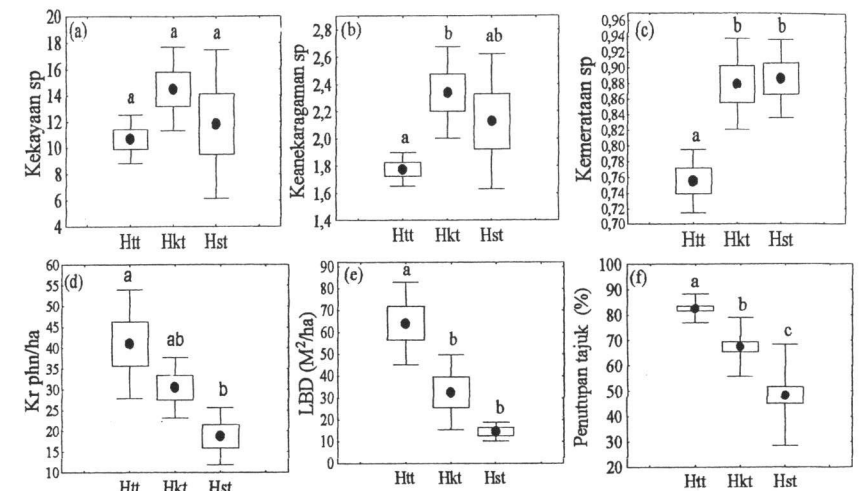 (a)
Kekayaan sp
20
18
16
14
12
10
8
6
4
a
a
a
Htt Hkt Hst
(b)
Keanekaragaman sp
2,8
2,6
2,4
2,2
2,0
1,8
1,6
1,4
a
b
ab
Htt Hkt Hst
(c)
Kemerataan sp
0,96
0,94
0,92
0,90
0,88
0,86
0,84
0,82
0,80
0,78
0,76
0,74
0,72
0,70
a
b
b
Htt Hkt Hst
(d)
Kr phn/ha
60
55
50
45
40
35
30
25
20
15
10
a
ab
b
Htt Hkt Hst
(e)
LBD (M²/ha)
90
80
70
60
50
40
30
20
10
0
a
b
b
Htt Hkt Hst
(f)
Penutupan tajuk (%)
100
90
80
70
60
50
40
30
20
a
b
c
Htt Hkt Hst